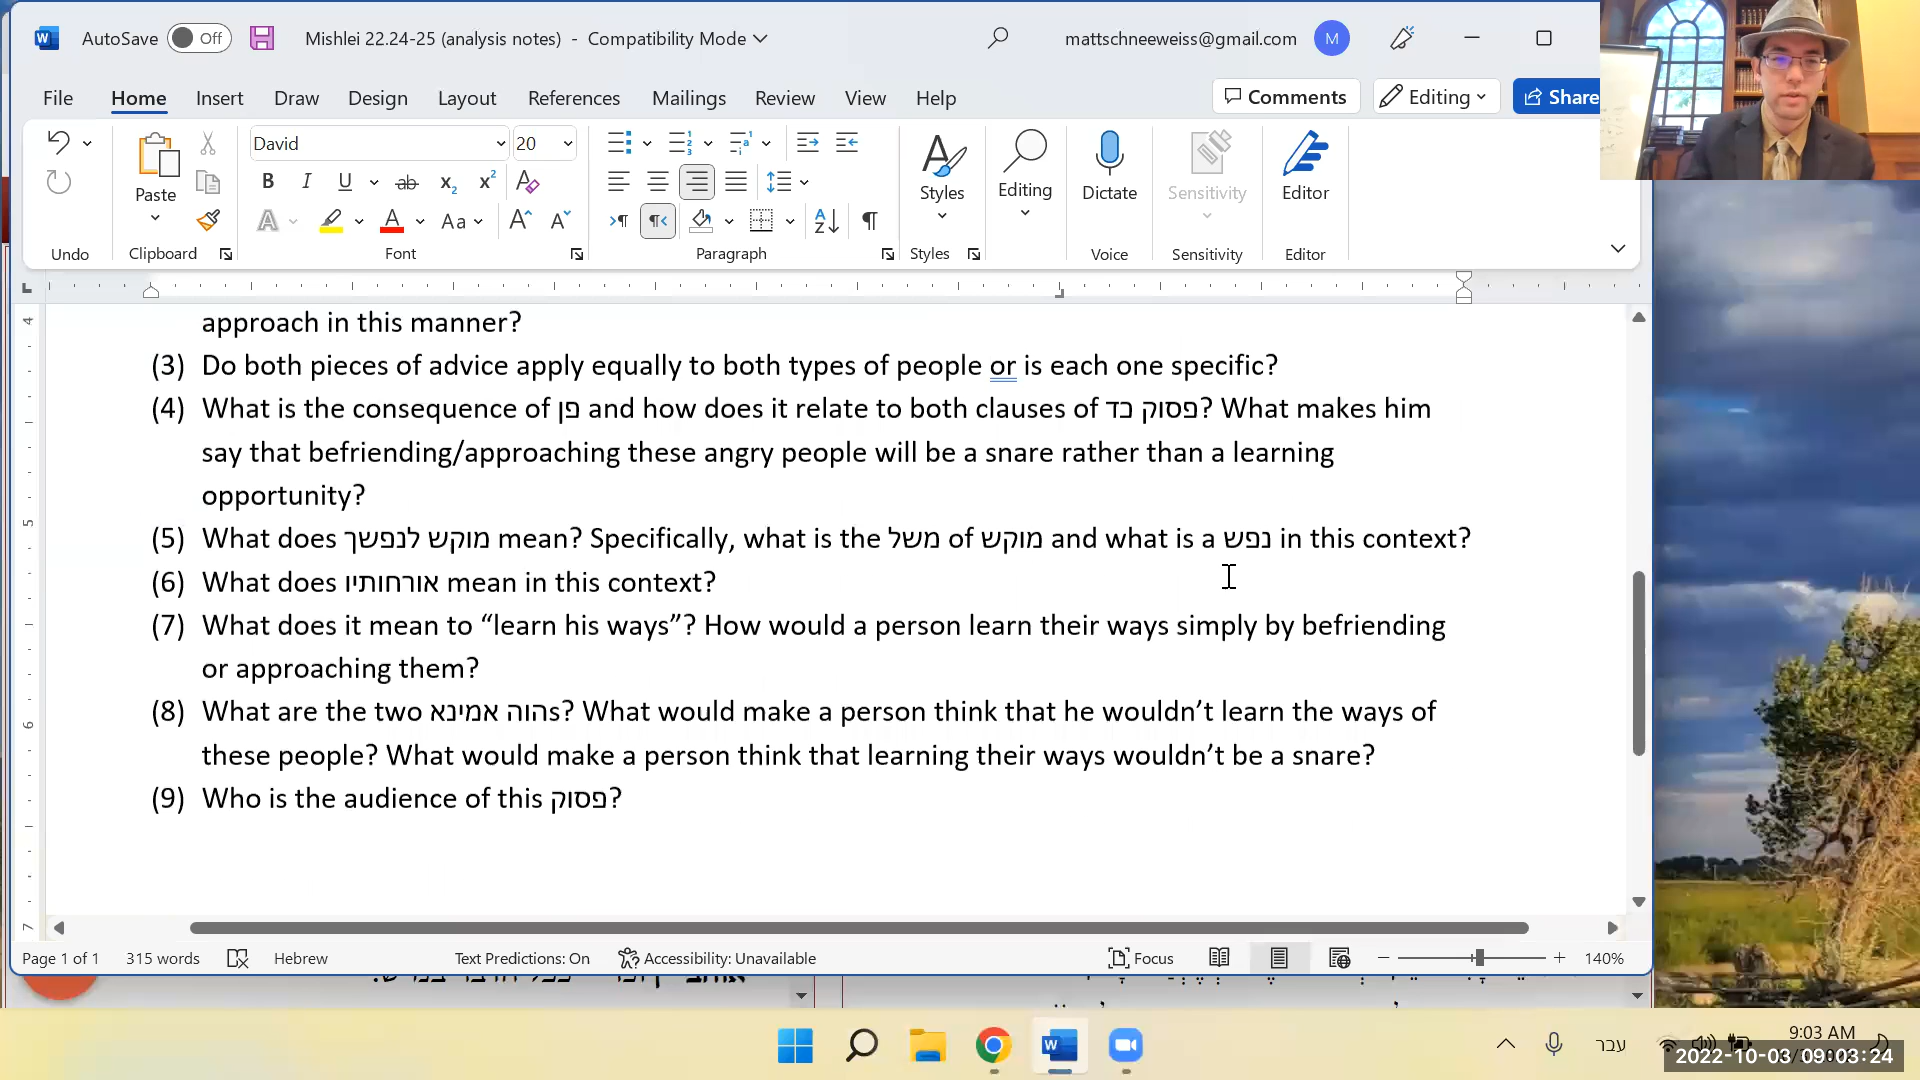 AutoSave Off Mishlei 22.24-25 (analysis notes) - Compatibility Mode mattschneeweiss@gmail.com M
File Home Insert Draw Design Layout References Mailings Review View Help Comments Editing Share
David 20
Paste Styles Editing Dictate Sensitivity Editor
Undo Clipboard Font Paragraph Styles Voice Sensitivity Editor
approach in this manner?
(3) Do both pieces of advice apply equally to both types of people or is each one specific?
(4) What is the consequence of פן and how does it relate to both clauses of פסוק כד? What makes him
say that befriending/approaching these angry people will be a snare rather than a learning
opportunity?
(5) What does מוקש לנפשך mean? Specifically, what is the משל of מוקש and what is a נפש in this context?
(6) What does אורחותיו mean in this context?
(7) What does it mean to “learn his ways”? How would a person learn their ways simply by befriending
or approaching them?
(8) What are the two הוה אמינאs? What would make a person think that he wouldn’t learn the ways of
these people? What would make a person think that learning their ways wouldn’t be a snare?
(9) Who is the audience of this פסוק?
Page 1 of 1 315 words Hebrew Text Predictions: On Accessibility: Unavailable Focus 140%
עבר 9:03 AM
2022-10-03 09:03:24